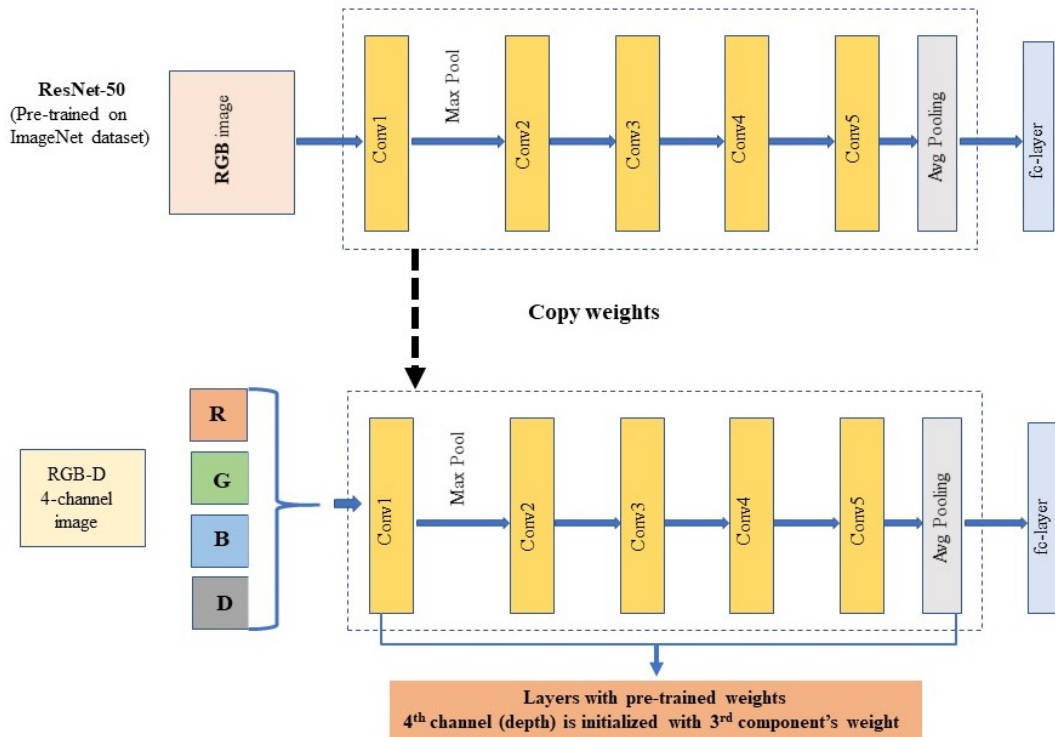 ResNet-50
(Pre-trained on
ImageNet dataset)
RGB image
Conv1
Max Pool
Conv2
Conv3
Conv4
Conv5
Avg Pooling
fc-layer
Copy weights
RGB-D
4-channel
image
R
G
B
D
Conv1
Max Pool
Conv2
Conv3
Conv4
Conv5
Avg Pooling
fc-layer
Layers with pre-trained weights
4th channel (depth) is initialized with 3rd component's weight